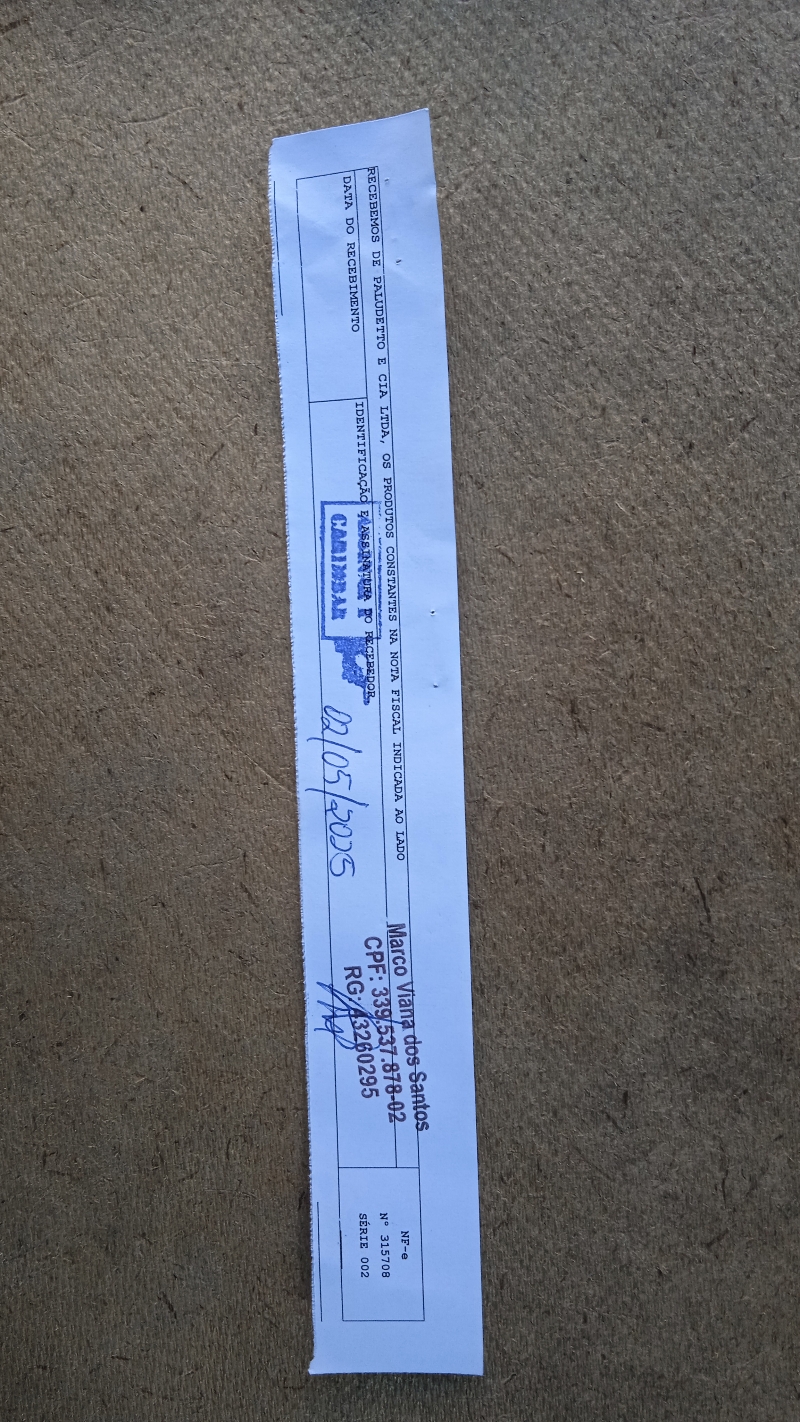 RECEBEMOS DE PALUDETTO E CIA LTDA, OS PRODUTOS CONSTANTES NA NOTA FISCAL INDICADA AO LADO
DATA DO RECEBIMENTO
IDENTIFICAÇÃO E ASSINATURA DO RECEBEDOR
CARIMBAR
02/05/2025
Marco Viana dos Santos
CPF: 339.537.878-02
RG: 43260295
NF-e
Nº 315708
SÉRIE 002